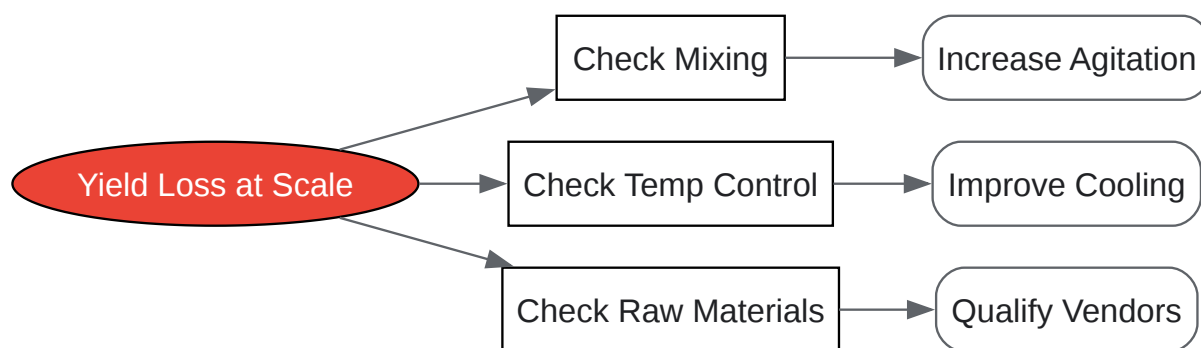 Check Mixing
Increase Agitation
Yield Loss at Scale
Check Temp Control
Improve Cooling
Check Raw Materials
Qualify Vendors